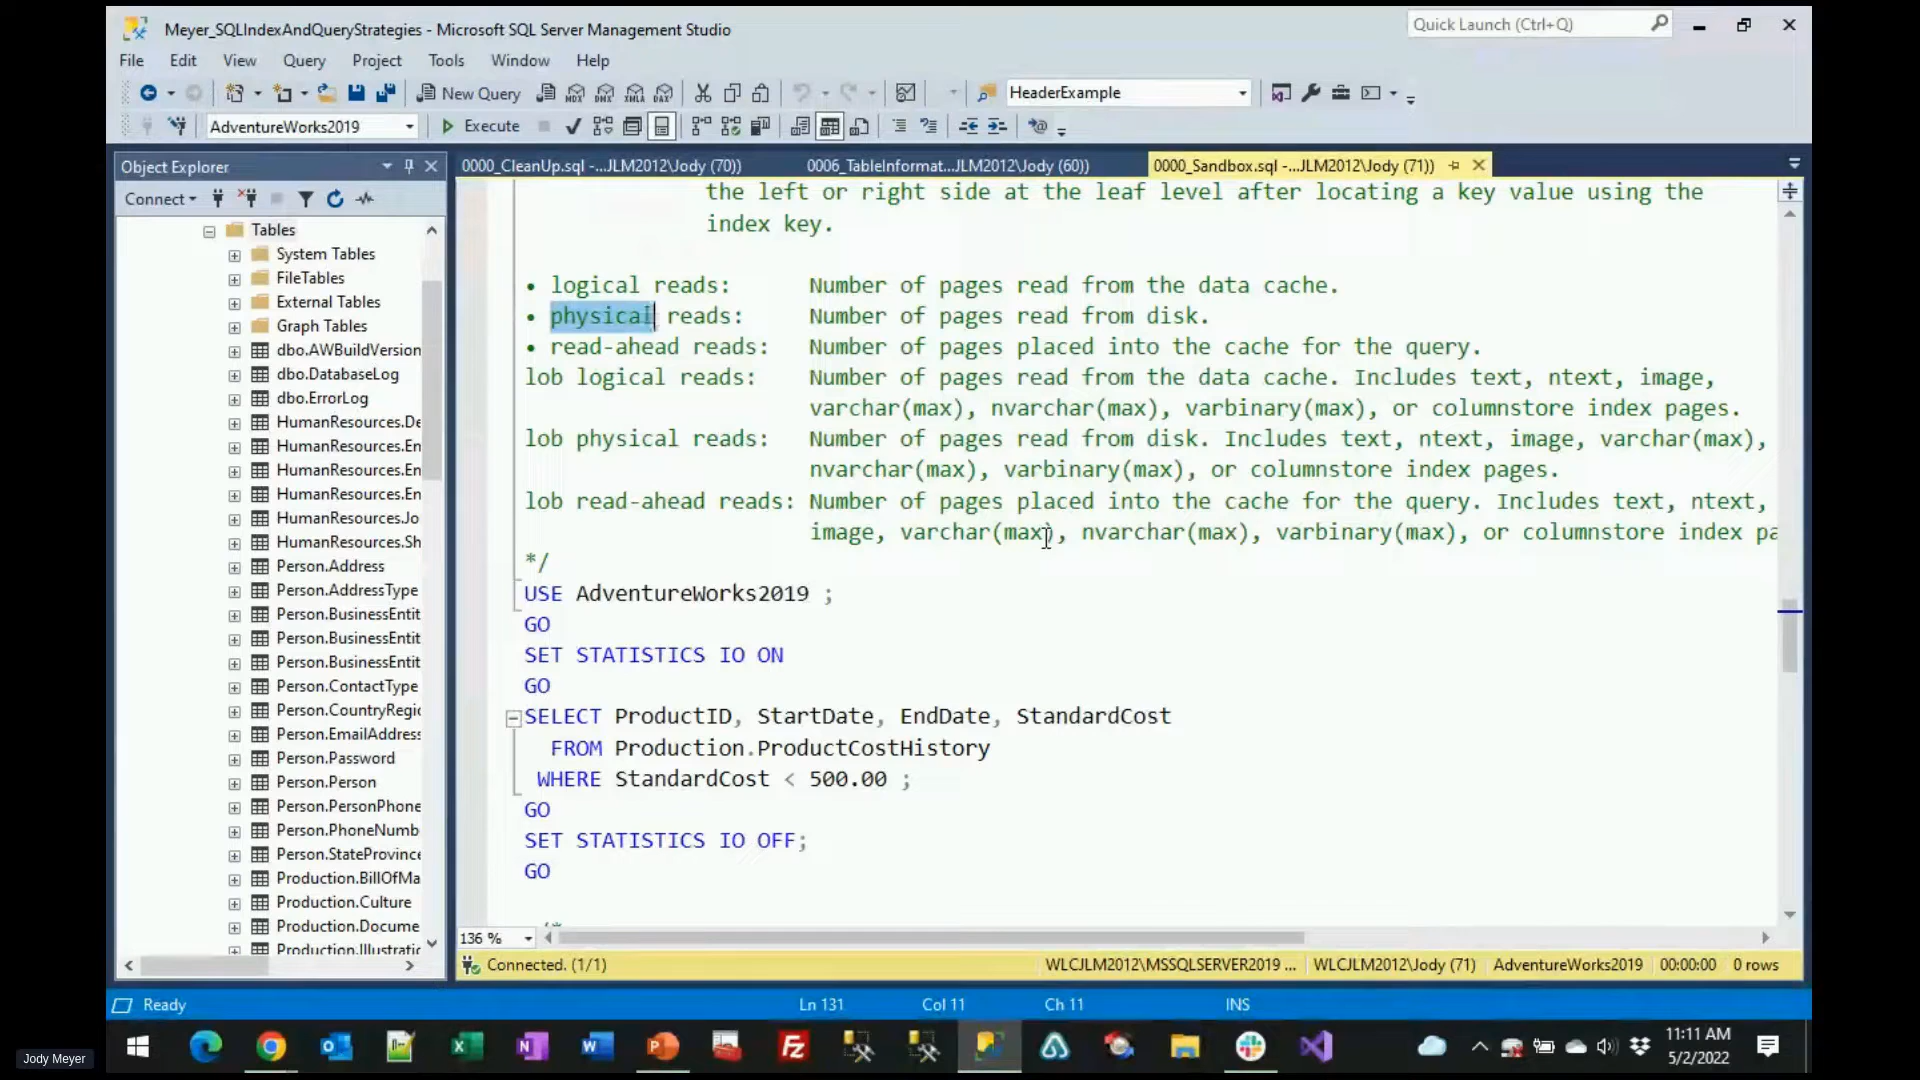 Meyer_SQLIndexAndQueryStrategies - Microsoft SQL Server Management Studio
Quick Launch (Ctrl+Q)
File Edit View Query Project Tools Window Help
New Query
HeaderExample
AdventureWorks2019
Execute
Object Explorer
0000_CleanUp.sql -...JLM2012\Jody (70))
0006_TableInformat...JLM2012\Jody (60))
0000_Sandbox.sql -...JLM2012\Jody (71))
Connect
Tables
System Tables
FileTables
External Tables
Graph Tables
dbo.AWBuildVersion
dbo.DatabaseLog
dbo.ErrorLog
HumanResources.De
HumanResources.En
HumanResources.En
HumanResources.En
HumanResources.Jo
HumanResources.Sh
Person.Address
Person.AddressType
Person.BusinessEntit
Person.BusinessEntit
Person.BusinessEntit
Person.ContactType
Person.CountryRegio
Person.EmailAddress
Person.Password
Person.Person
Person.PersonPhone
Person.PhoneNumb
Person.StateProvince
Production.BillOfMa
Production.Culture
Production.Docume
Production.Illustratio
the left or right side at the leaf level after locating a key value using the
index key.
• logical reads: Number of pages read from the data cache.
• physical reads: Number of pages read from disk.
• read-ahead reads: Number of pages placed into the cache for the query.
lob logical reads: Number of pages read from the data cache. Includes text, ntext, image,
varchar(max), nvarchar(max), varbinary(max), or columnstore index pages.
lob physical reads: Number of pages read from disk. Includes text, ntext, image, varchar(max),
nvarchar(max), varbinary(max), or columnstore index pages.
lob read-ahead reads: Number of pages placed into the cache for the query. Includes text, ntext,
image, varchar(max), nvarchar(max), varbinary(max), or columnstore index pa
*/
USE AdventureWorks2019 ;
GO
SET STATISTICS IO ON
GO
SELECT ProductID, StartDate, EndDate, StandardCost
FROM Production.ProductCostHistory
WHERE StandardCost < 500.00 ;
GO
SET STATISTICS IO OFF;
GO
/*
136 %
Connected. (1/1)
WLCJLM2012\MSSQLSERVER2019 ...
WLCJLM2012\Jody (71)
AdventureWorks2019
00:00:00
0 rows
Ready
Ln 131
Col 11
Ch 11
INS
Jody Meyer
11:11 AM
5/2/2022